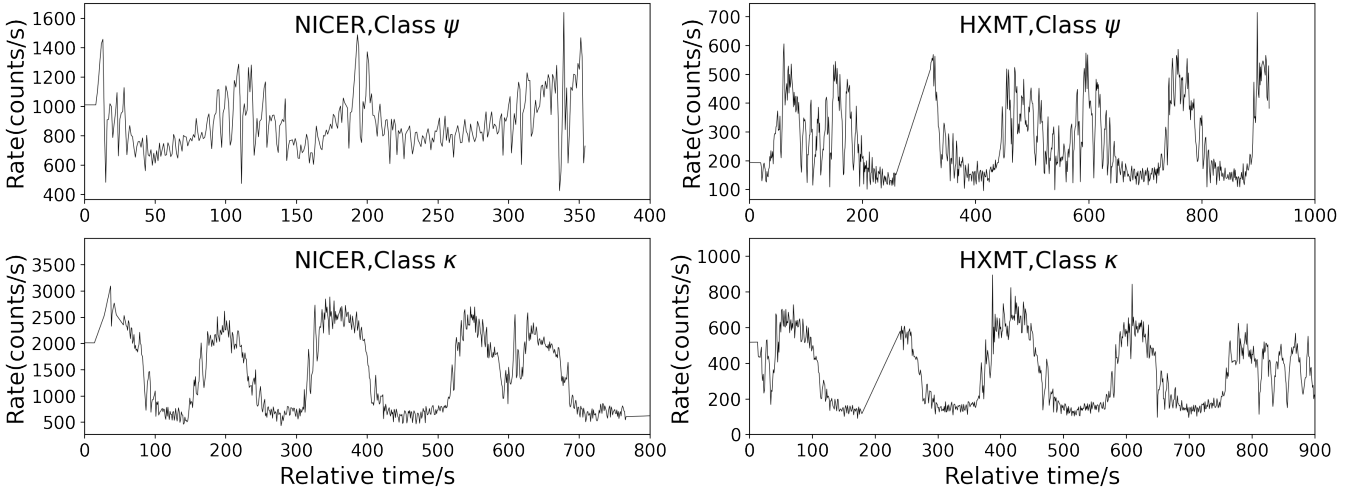 NICER,Class ψ
Rate(counts/s)
1600
1400
1200
1000
800
600
400
0 50 100 150 200 250 300 350 400
HXMT,Class ψ
Rate(counts/s)
700
600
500
400
300
200
100
0 200 400 600 800 1000
NICER,Class κ
Rate(counts/s)
3500
3000
2500
2000
1500
1000
500
0 100 200 300 400 500 600 700 800
Relative time/s
HXMT,Class κ
Rate(counts/s)
1000
800
600
400
200
0
0 100 200 300 400 500 600 700 800 900
Relative time/s